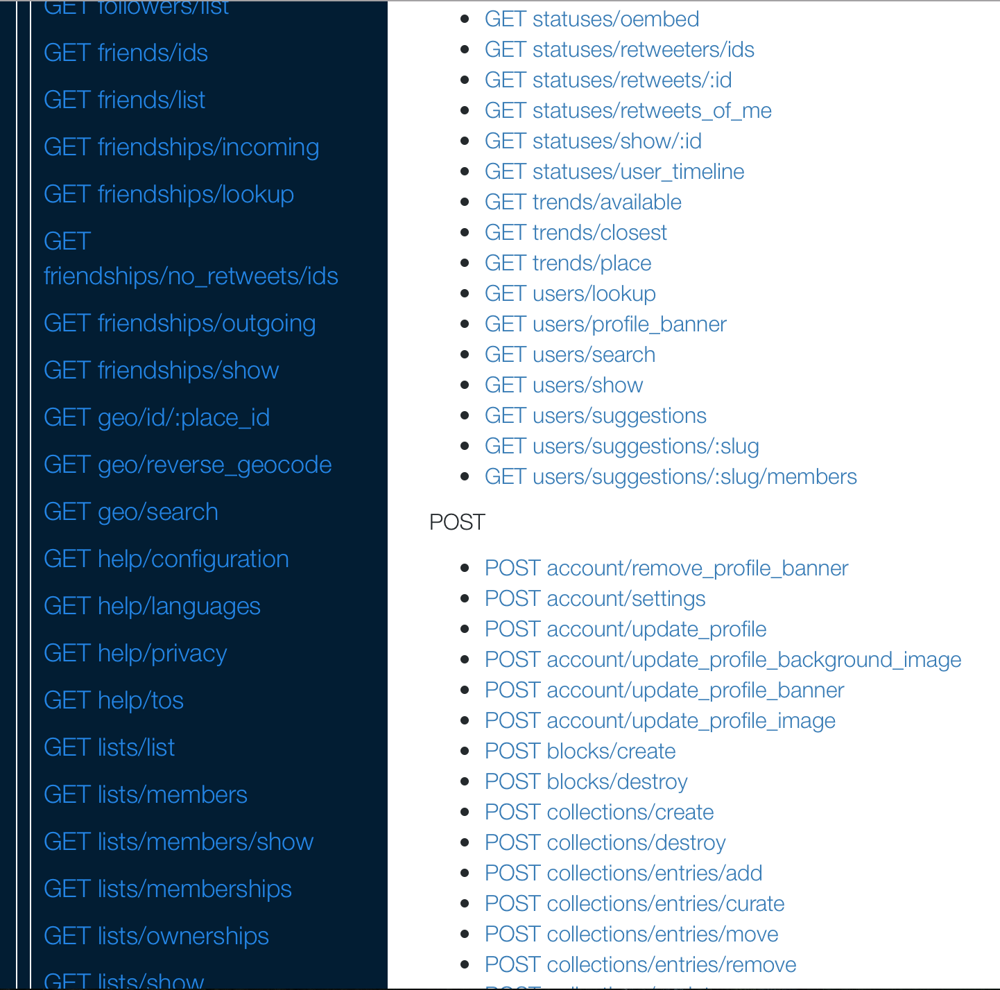 GET followers/list
GET friends/ids
GET friends/list
GET friendships/incoming
GET friendships/lookup
GET
friendships/no_retweets/ids
GET friendships/outgoing
GET friendships/show
GET geo/id/:place_id
GET geo/reverse_geocode
GET geo/search
GET help/configuration
GET help/languages
GET help/privacy
GET help/tos
GET lists/list
GET lists/members
GET lists/members/show
GET lists/memberships
GET lists/ownerships
GET lists/show
GET statuses/oembed
GET statuses/retweeters/ids
GET statuses/retweets/:id
GET statuses/retweets_of_me
GET statuses/show/:id
GET statuses/user_timeline
GET trends/available
GET trends/closest
GET trends/place
GET users/lookup
GET users/profile_banner
GET users/search
GET users/show
GET users/suggestions
GET users/suggestions/:slug
GET users/suggestions/:slug/members
POST
POST account/remove_profile_banner
POST account/settings
POST account/update_profile
POST account/update_profile_background_image
POST account/update_profile_banner
POST account/update_profile_image
POST blocks/create
POST blocks/destroy
POST collections/create
POST collections/destroy
POST collections/entries/add
POST collections/entries/curate
POST collections/entries/move
POST collections/entries/remove